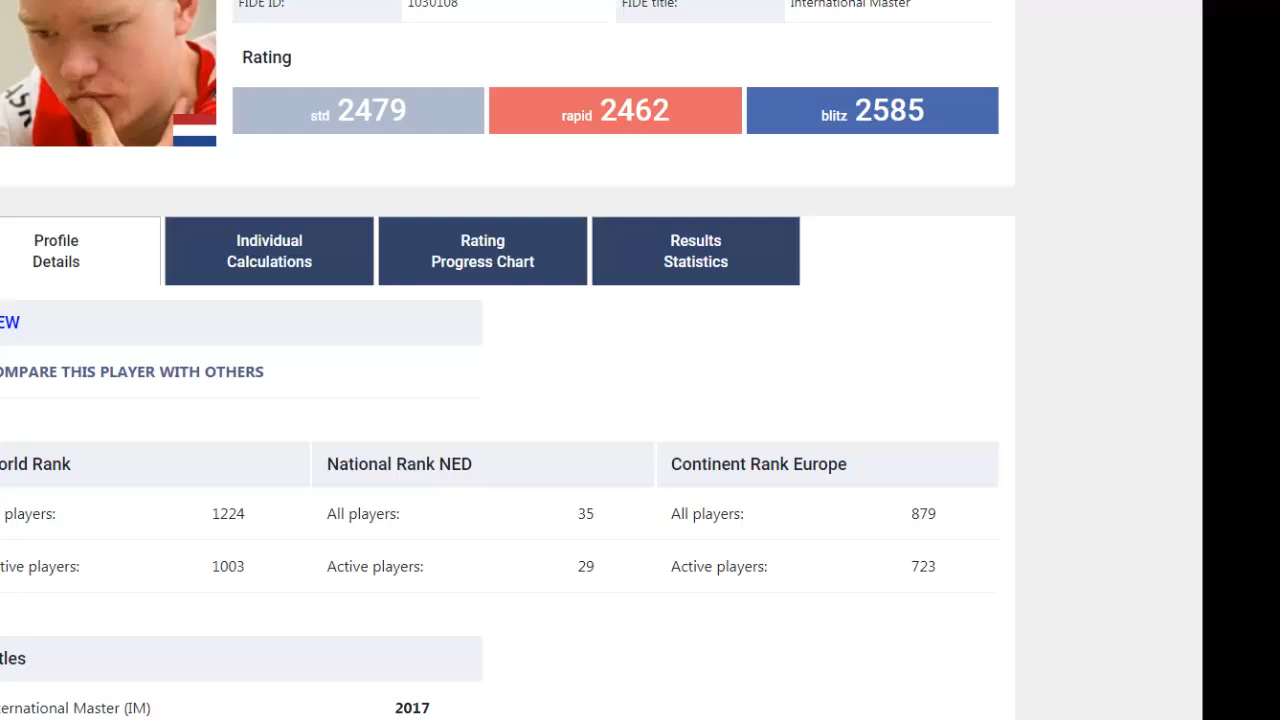 FIDE ID: 1030108 FIDE title: International Master
Rating
std 2479 rapid 2462 blitz 2585
Profile Details
Individual Calculations
Rating Progress Chart
Results Statistics
EW
OMPARE THIS PLAYER WITH OTHERS
orld Rank National Rank NED Continent Rank Europe
players: 1224 All players: 35 All players: 879
tive players: 1003 Active players: 29 Active players: 723
tles
ternational Master (IM) 2017